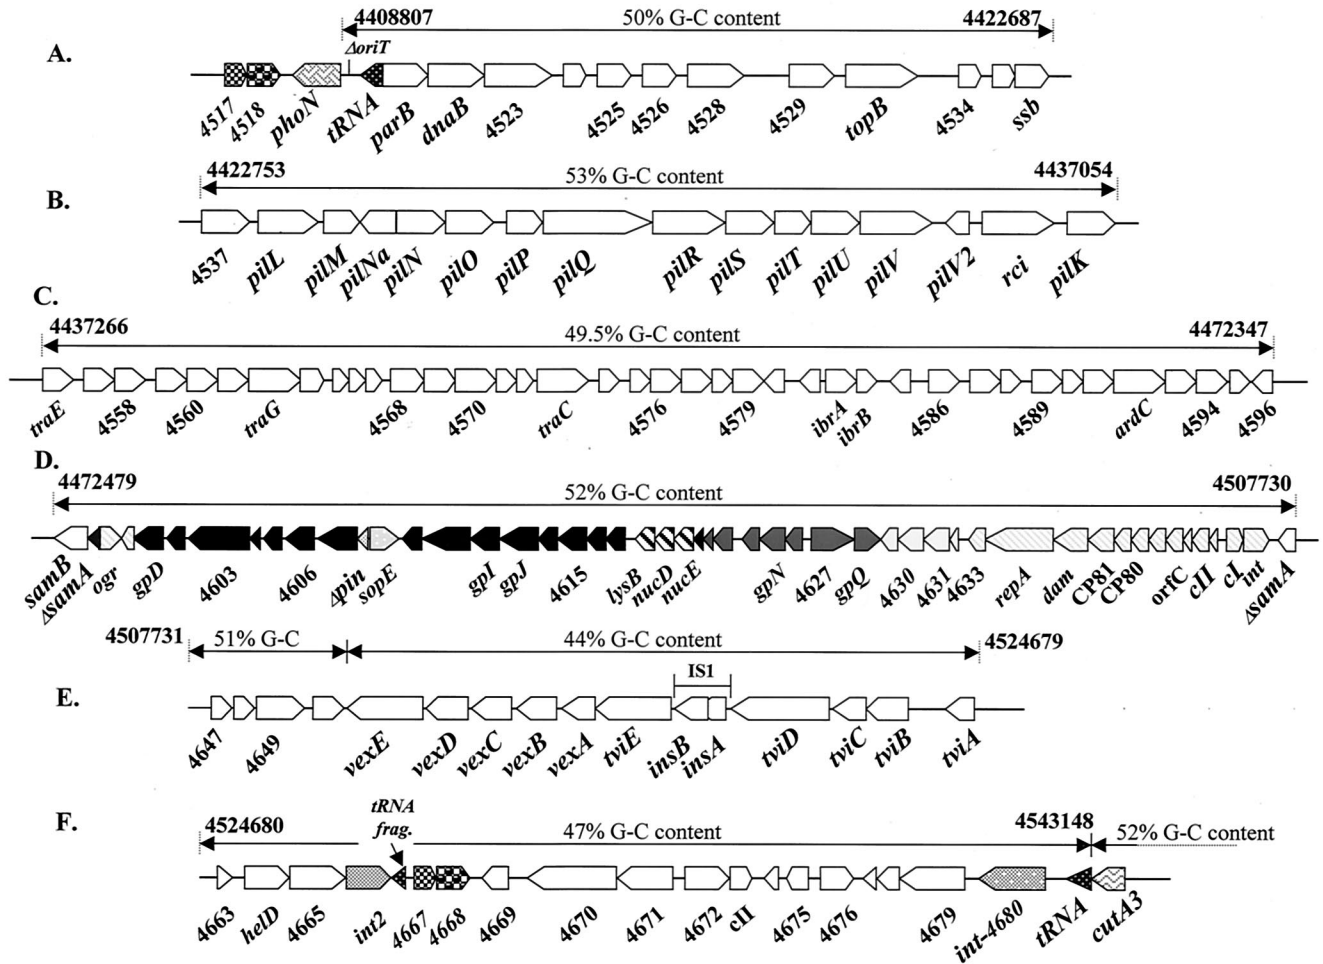 4408807 50% G-C content 4422687
A.
ΔoriT
4517 4518 phoN tRNA parB dnaB 4523 4525 4526 4528 4529 topB 4534 ssb
4422753 53% G-C content 4437054
B.
4537 pilL pilM pilNa pilN pilO pilP pilQ pilR pilS pilT pilU pilV pilV2 rci pilK
C.
4437266 49.5% G-C content 4472347
traE 4558 4560 traG 4568 4570 traC 4576 4579 ibrA ibrB 4586 4589 ardC 4594 4596
D.
4472479 52% G-C content 4507730
samB ΔsamA ogr gpD 4603 4606 Δpin sopE gpI gpJ 4615 lysB nucD nucE gpN 4627 gpQ 4630 4631 4633 repA dam CP81 CP80 orfC cII cI int ΔsamA
4507731 51% G-C 44% G-C content 4524679
IS1
E.
4647 4649 vexE vexD vexC vexB vexA tviE insB insA tviD tviC tviB tviA
tRNA
frag.
F.
4524680 47% G-C content 4543148 52% G-C content
4663 helD 4665 int2 4667 4668 4669 4670 4671 4672 cII 4675 4676 4679 int-4680 tRNA cutA3